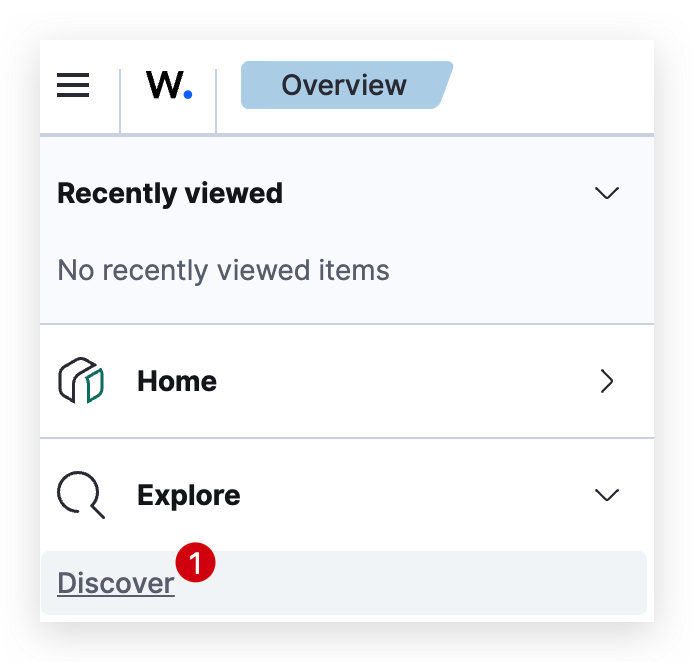 W.
Overview
Recently viewed
No recently viewed items
Home
Explore
Discover
1